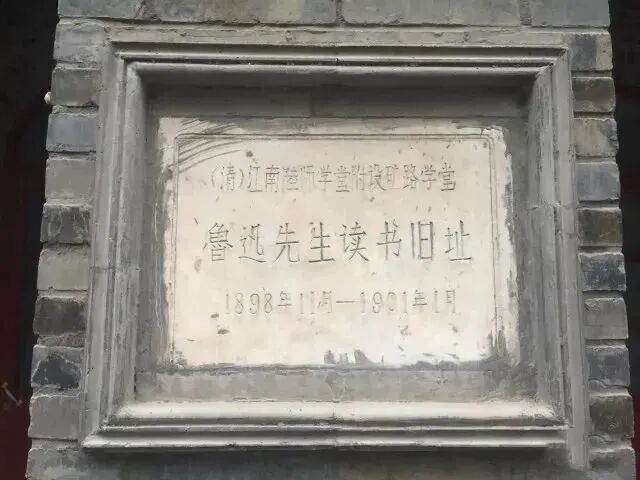 (清)江南陸师学堂附设矿路学堂
鲁迅先生读书旧址
1898年11月—1901年1月